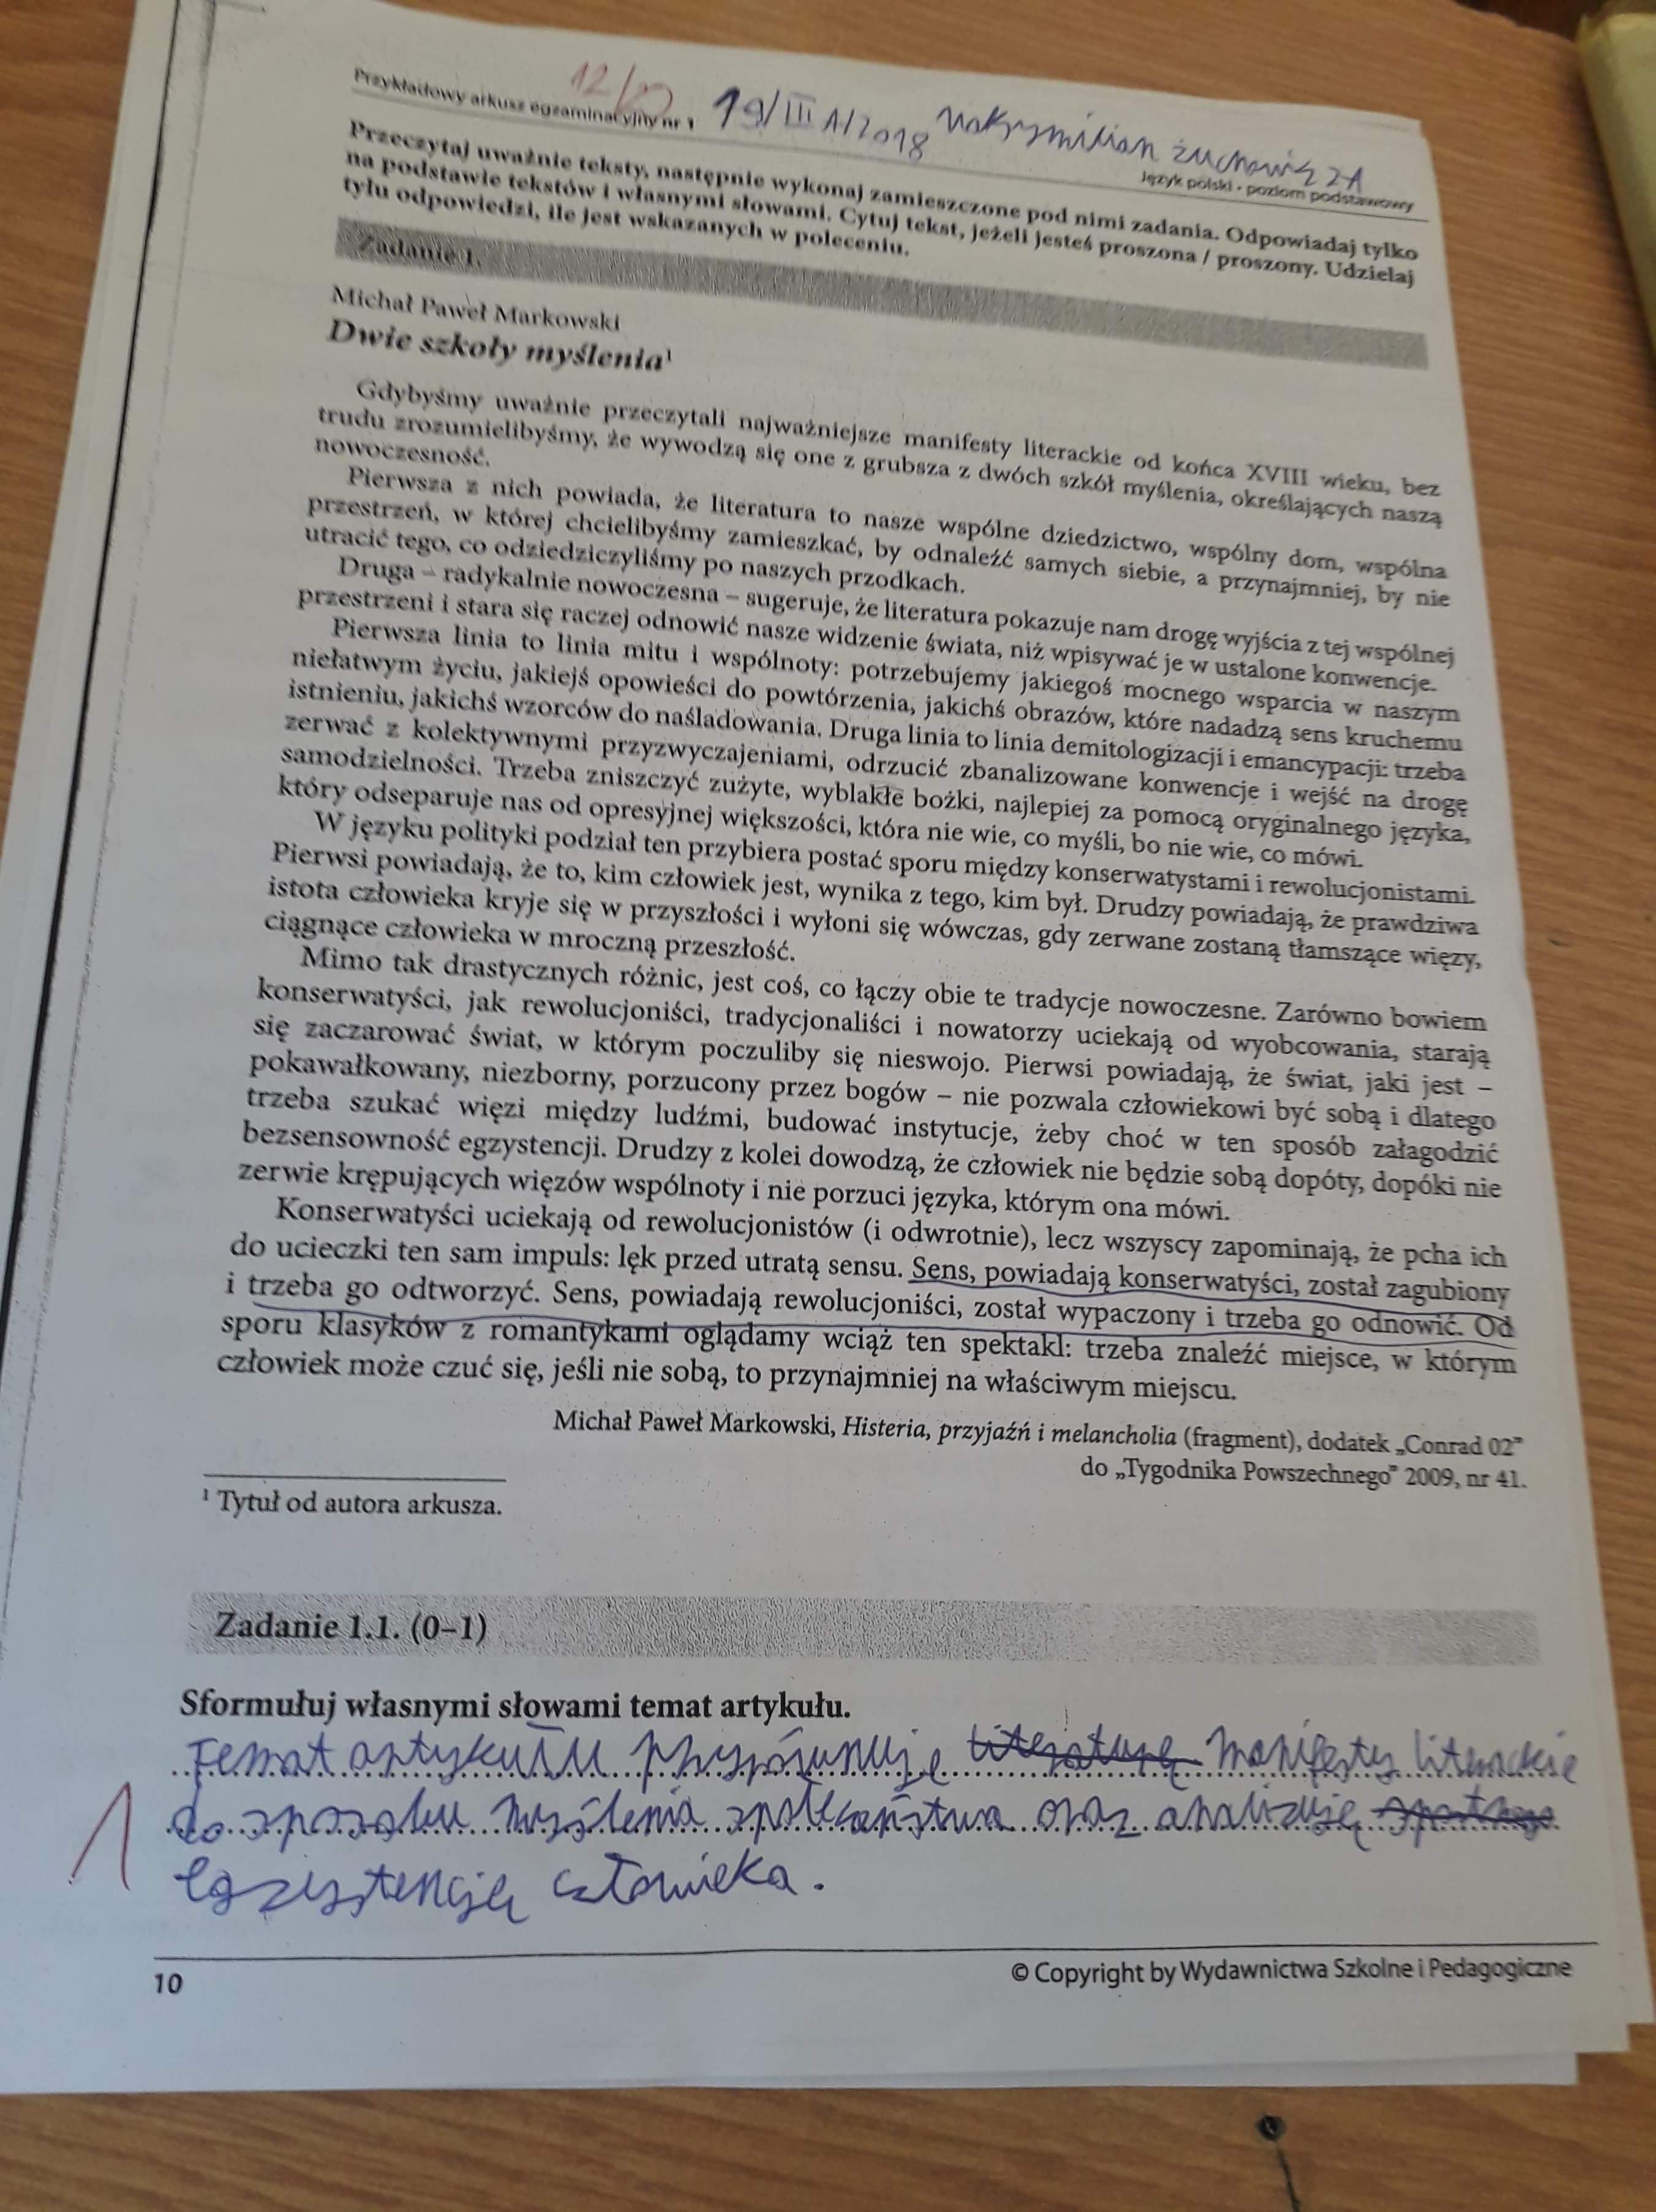 12/
Przykładowy arkusz egzaminacyjny nr 1
19/III A/2018 Maksymilian
Język polski • poziom podstawowy
Przeczytaj uważnie teksty, następnie wykonaj zamieszczone pod nimi zadania. Odpowiadaj tylko
na podstawie tekstów i własnymi słowami. Cytuj tekst, jeżeli jesteś proszona / proszony. Udzielaj
tylu odpowiedzi, ile jest wskazanych w poleceniu.
Zadanie 1.
Michał Paweł Markowski
Dwie szkoły myślenia¹
Gdybyśmy uważnie przeczytali najważniejsze manifesty literackie od końca XVIII wieku, bez
trudu zrozumielibyśmy, że wywodzą się one z grubsza z dwóch szkół myślenia, określających naszą
nowoczesność.
Pierwsza z nich powiada, że literatura to nasze wspólne dziedzictwo, wspólny dom, wspólna
przestrzeń, w której chcielibyśmy zamieszkać, by odnaleźć samych siebie, a przynajmniej, by nie
utracić tego, co odziedziczyliśmy po naszych przodkach.
Druga – radykalnie nowoczesna – sugeruje, że literatura pokazuje nam drogę wyjścia z tej wspólnej
przestrzeni i stara się raczej odnowić nasze widzenie świata, niż wpisywać je w ustalone konwencje.
Pierwsza linia to linia mitu i wspólnoty: potrzebujemy jakiegoś mocnego wsparcia w naszym
niełatwym życiu, jakiejś opowieści do powtórzenia, jakichś obrazów, które nadadzą sens kruchemu
istnieniu, jakichś wzorców do naśladowania. Druga linia to linia demitologizacji i emancypacji: trzeba
zerwać z kolektywnymi przyzwyczajeniami, odrzucić zbanalizowane konwencje i wejść na drogę
samodzielności. Trzeba zniszczyć zużyte, wyblakłe bożki, najlepiej za pomocą oryginalnego języka,
który odseparuje nas od opresyjnej większości, która nie wie, co myśli, bo nie wie, co mówi.
W języku polityki podział ten przybiera postać sporu między konserwatystami i rewolucjonistami.
Pierwsi powiadają, że to, kim człowiek jest, wynika z tego, kim był. Drudzy powiadają, że prawdziwa
istota człowieka kryje się w przyszłości i wyłoni się wówczas, gdy zerwane zostaną tłamszące więzy,
ciągnące człowieka w mroczną przeszłość.
Mimo tak drastycznych różnic, jest coś, co łączy obie te tradycje nowoczesne. Zarówno bowiem
konserwatyści, jak rewolucjoniści, tradycjonaliści i nowatorzy uciekają od wyobcowania, starają
się zaczarować świat, w którym poczuliby się nieswojo. Pierwsi powiadają, że świat, jaki jest –
pokawałkowany, niezborny, porzucony przez bogów – nie pozwala człowiekowi być sobą i dlatego
trzeba szukać więzi między ludźmi, budować instytucje, żeby choć w ten sposób załagodzić
bezsensowność egzystencji. Drudzy z kolei dowodzą, że człowiek nie będzie sobą dopóty, dopóki nie
zerwie krępujących więzów wspólnoty i nie porzuci języka, którym ona mówi.
Konserwatyści uciekają od rewolucjonistów (i odwrotnie), lecz wszyscy zapominają, że pcha ich
do ucieczki ten sam impuls: lęk przed utratą sensu. Sens, powiadają konserwatyści, został zagubiony
i trzeba go odtworzyć. Sens, powiadają rewolucjoniści, został wypaczony i trzeba go odnowić. Od
sporu klasyków z romantykami oglądamy wciąż ten spektakl: trzeba znaleźć miejsce, w którym
człowiek może czuć się, jeśli nie sobą, to przynajmniej na właściwym miejscu.
Michał Paweł Markowski, Histeria, przyjaźń i melancholia (fragment), dodatek „Conrad 02”
do „Tygodnika Powszechnego” 2009, nr 41.
¹ Tytuł od autora arkusza.
Zadanie 1.1. (0–1)
Sformułuj własnymi słowami temat artykułu.
Temat artykułu przyrównuje literaturę manifesty literackie
1 do sposobu myślenia społeczeństwa oraz analizuje
egzystencję człowieka.
10
© Copyright by Wydawnictwa Szkolne i Pedagogiczne